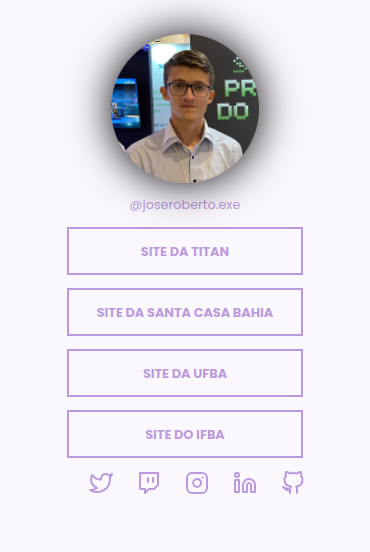 PR
DO
@joseroberto.exe
SITE DA TITAN
SITE DA SANTA CASA BAHIA
SITE DA UFBA
SITE DO IFBA